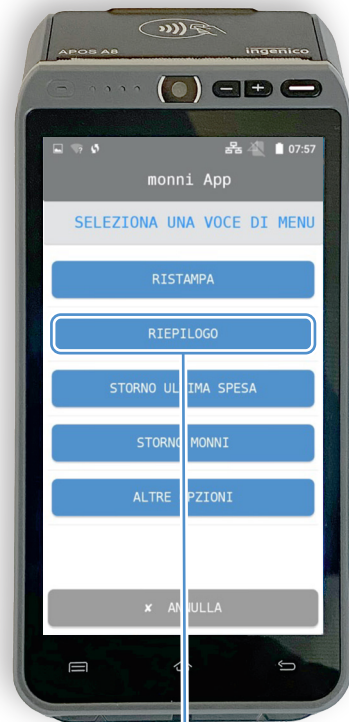 APOS A8 ingenico
07:57
monni App
SELEZIONA UNA VOCE DI MENU
RISTAMPA
RIEPILOGO
STORNO ULTIMA SPESA
STORNO MONNI
ALTRE OPZIONI
✘ ANNULLA